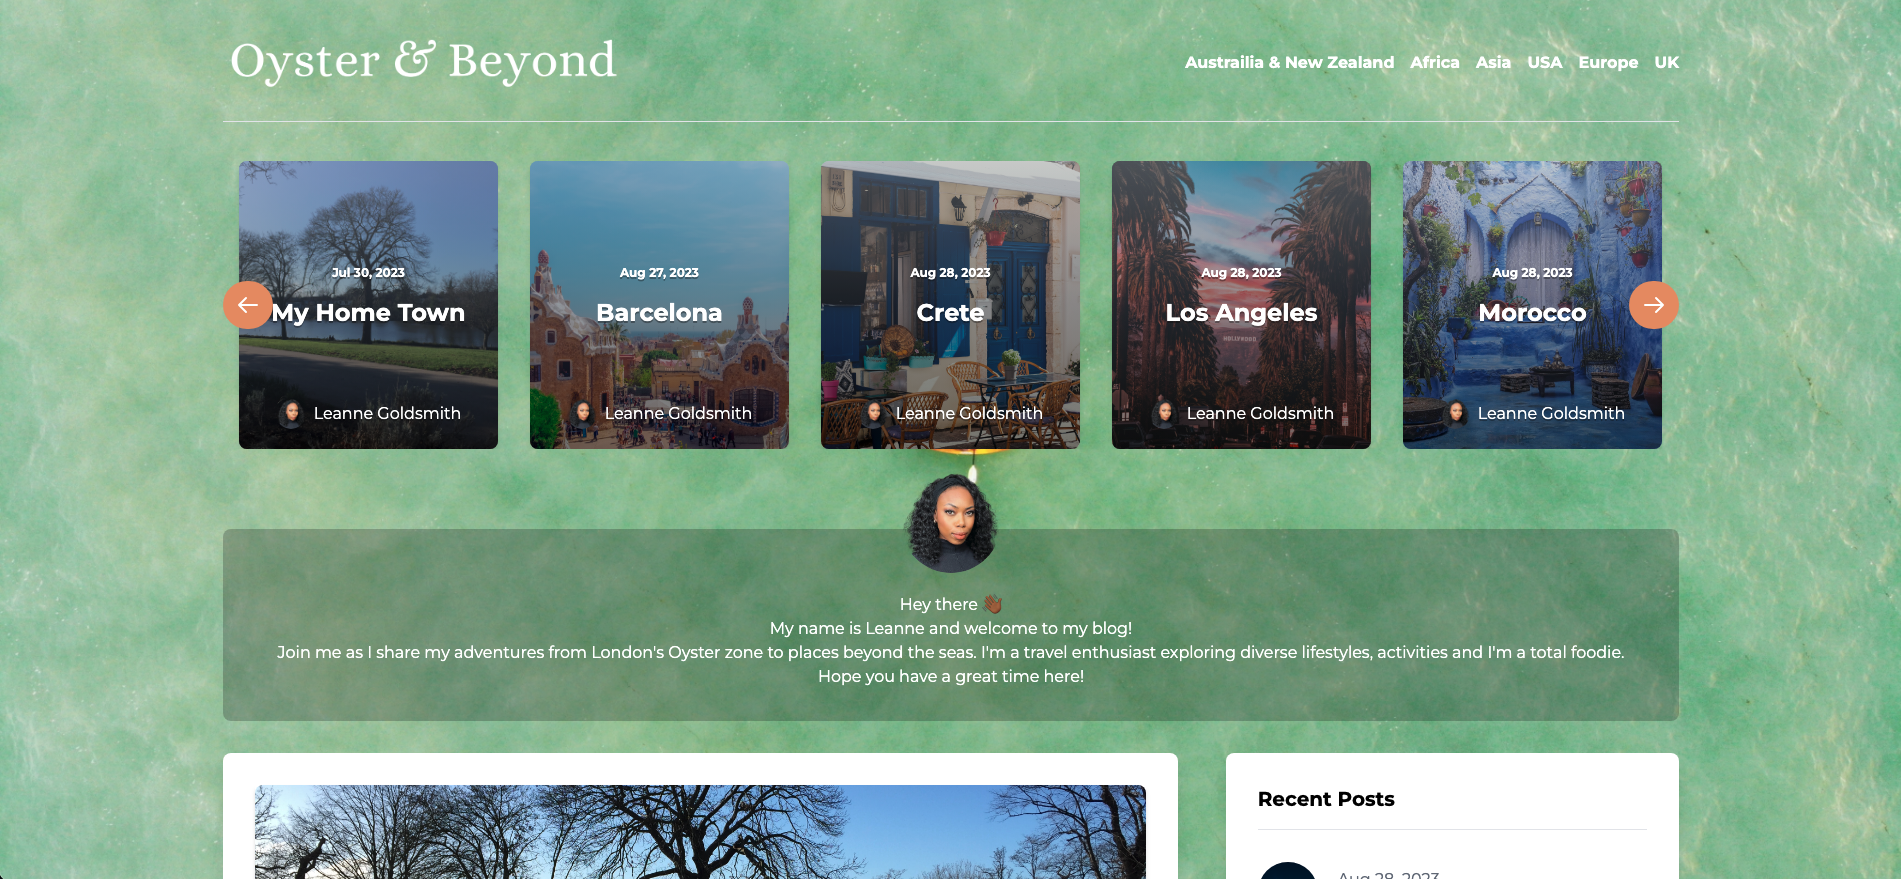 Oyster & Beyond
Austrailia & New Zealand Africa Asia USA Europe UK
Jul 30, 2023
My Home Town
Leanne Goldsmith
Aug 27, 2023
Barcelona
Leanne Goldsmith
Aug 28, 2023
Crete
Leanne Goldsmith
Aug 28, 2023
Los Angeles
HOLLYWOOD
Leanne Goldsmith
Aug 28, 2023
Morocco
Leanne Goldsmith
Hey there 👋🏾
My name is Leanne and welcome to my blog!
Join me as I share my adventures from London's Oyster zone to places beyond the seas. I'm a travel enthusiast exploring diverse lifestyles, activities and I'm a total foodie.
Hope you have a great time here!
Recent Posts
Aug 28, 2023